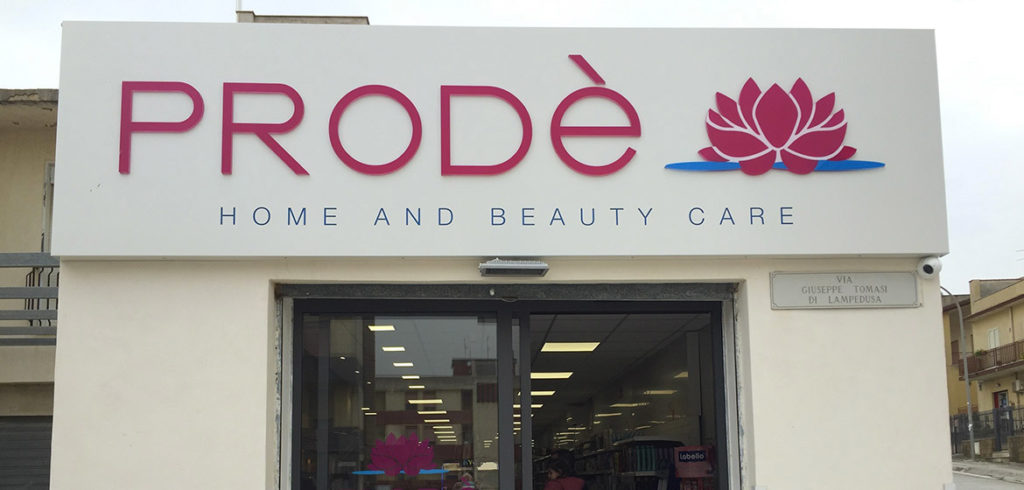 PRODè
HOME AND BEAUTY CARE
VIA
GIUSEPPE TOMASI
DI LAMPEDUSA
labello